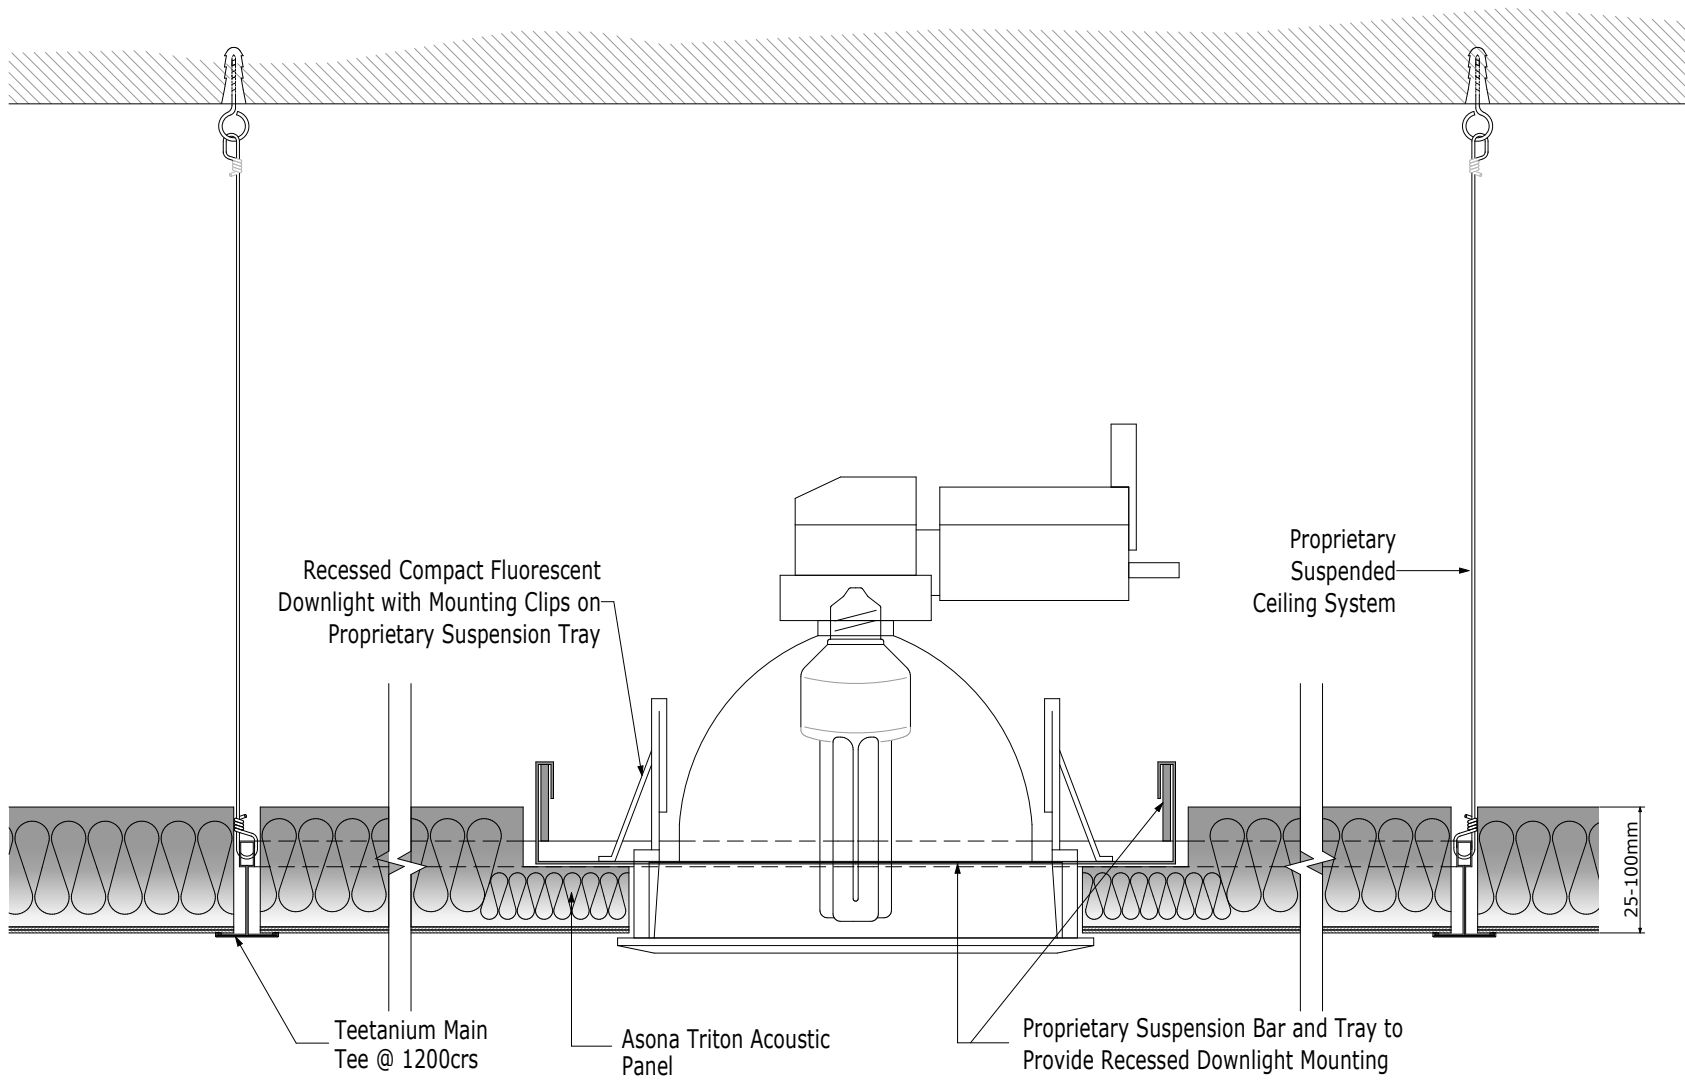 Proprietary
Suspended
Ceiling System
Recessed Compact Fluorescent
Downlight with Mounting Clips on
Proprietary Suspension Tray
25-100mm
Teetanium Main
Tee @ 1200crs
Asona Triton Acoustic
Panel
Proprietary Suspension Bar and Tray to
Provide Recessed Downlight Mounting